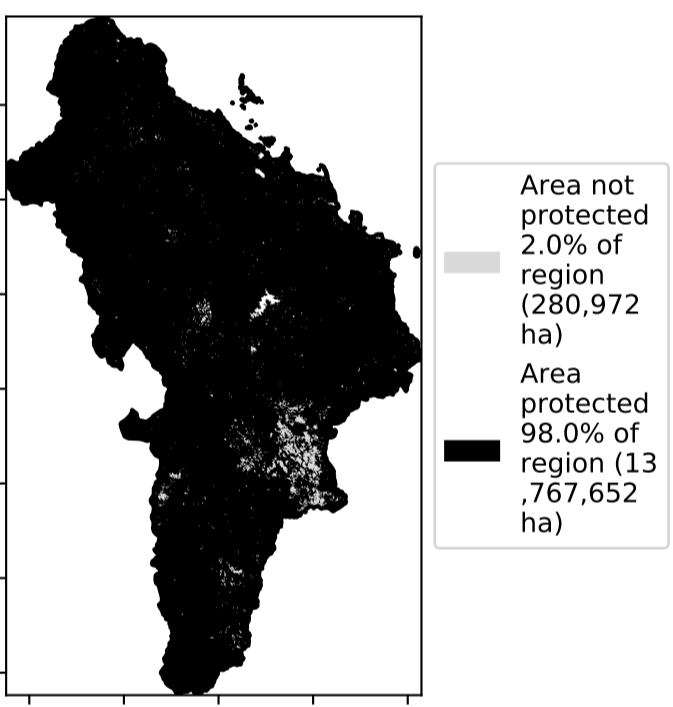 Area not
protected
2.0% of
region
(280,972
ha)
Area
protected
98.0% of
region (13
,767,652
ha)